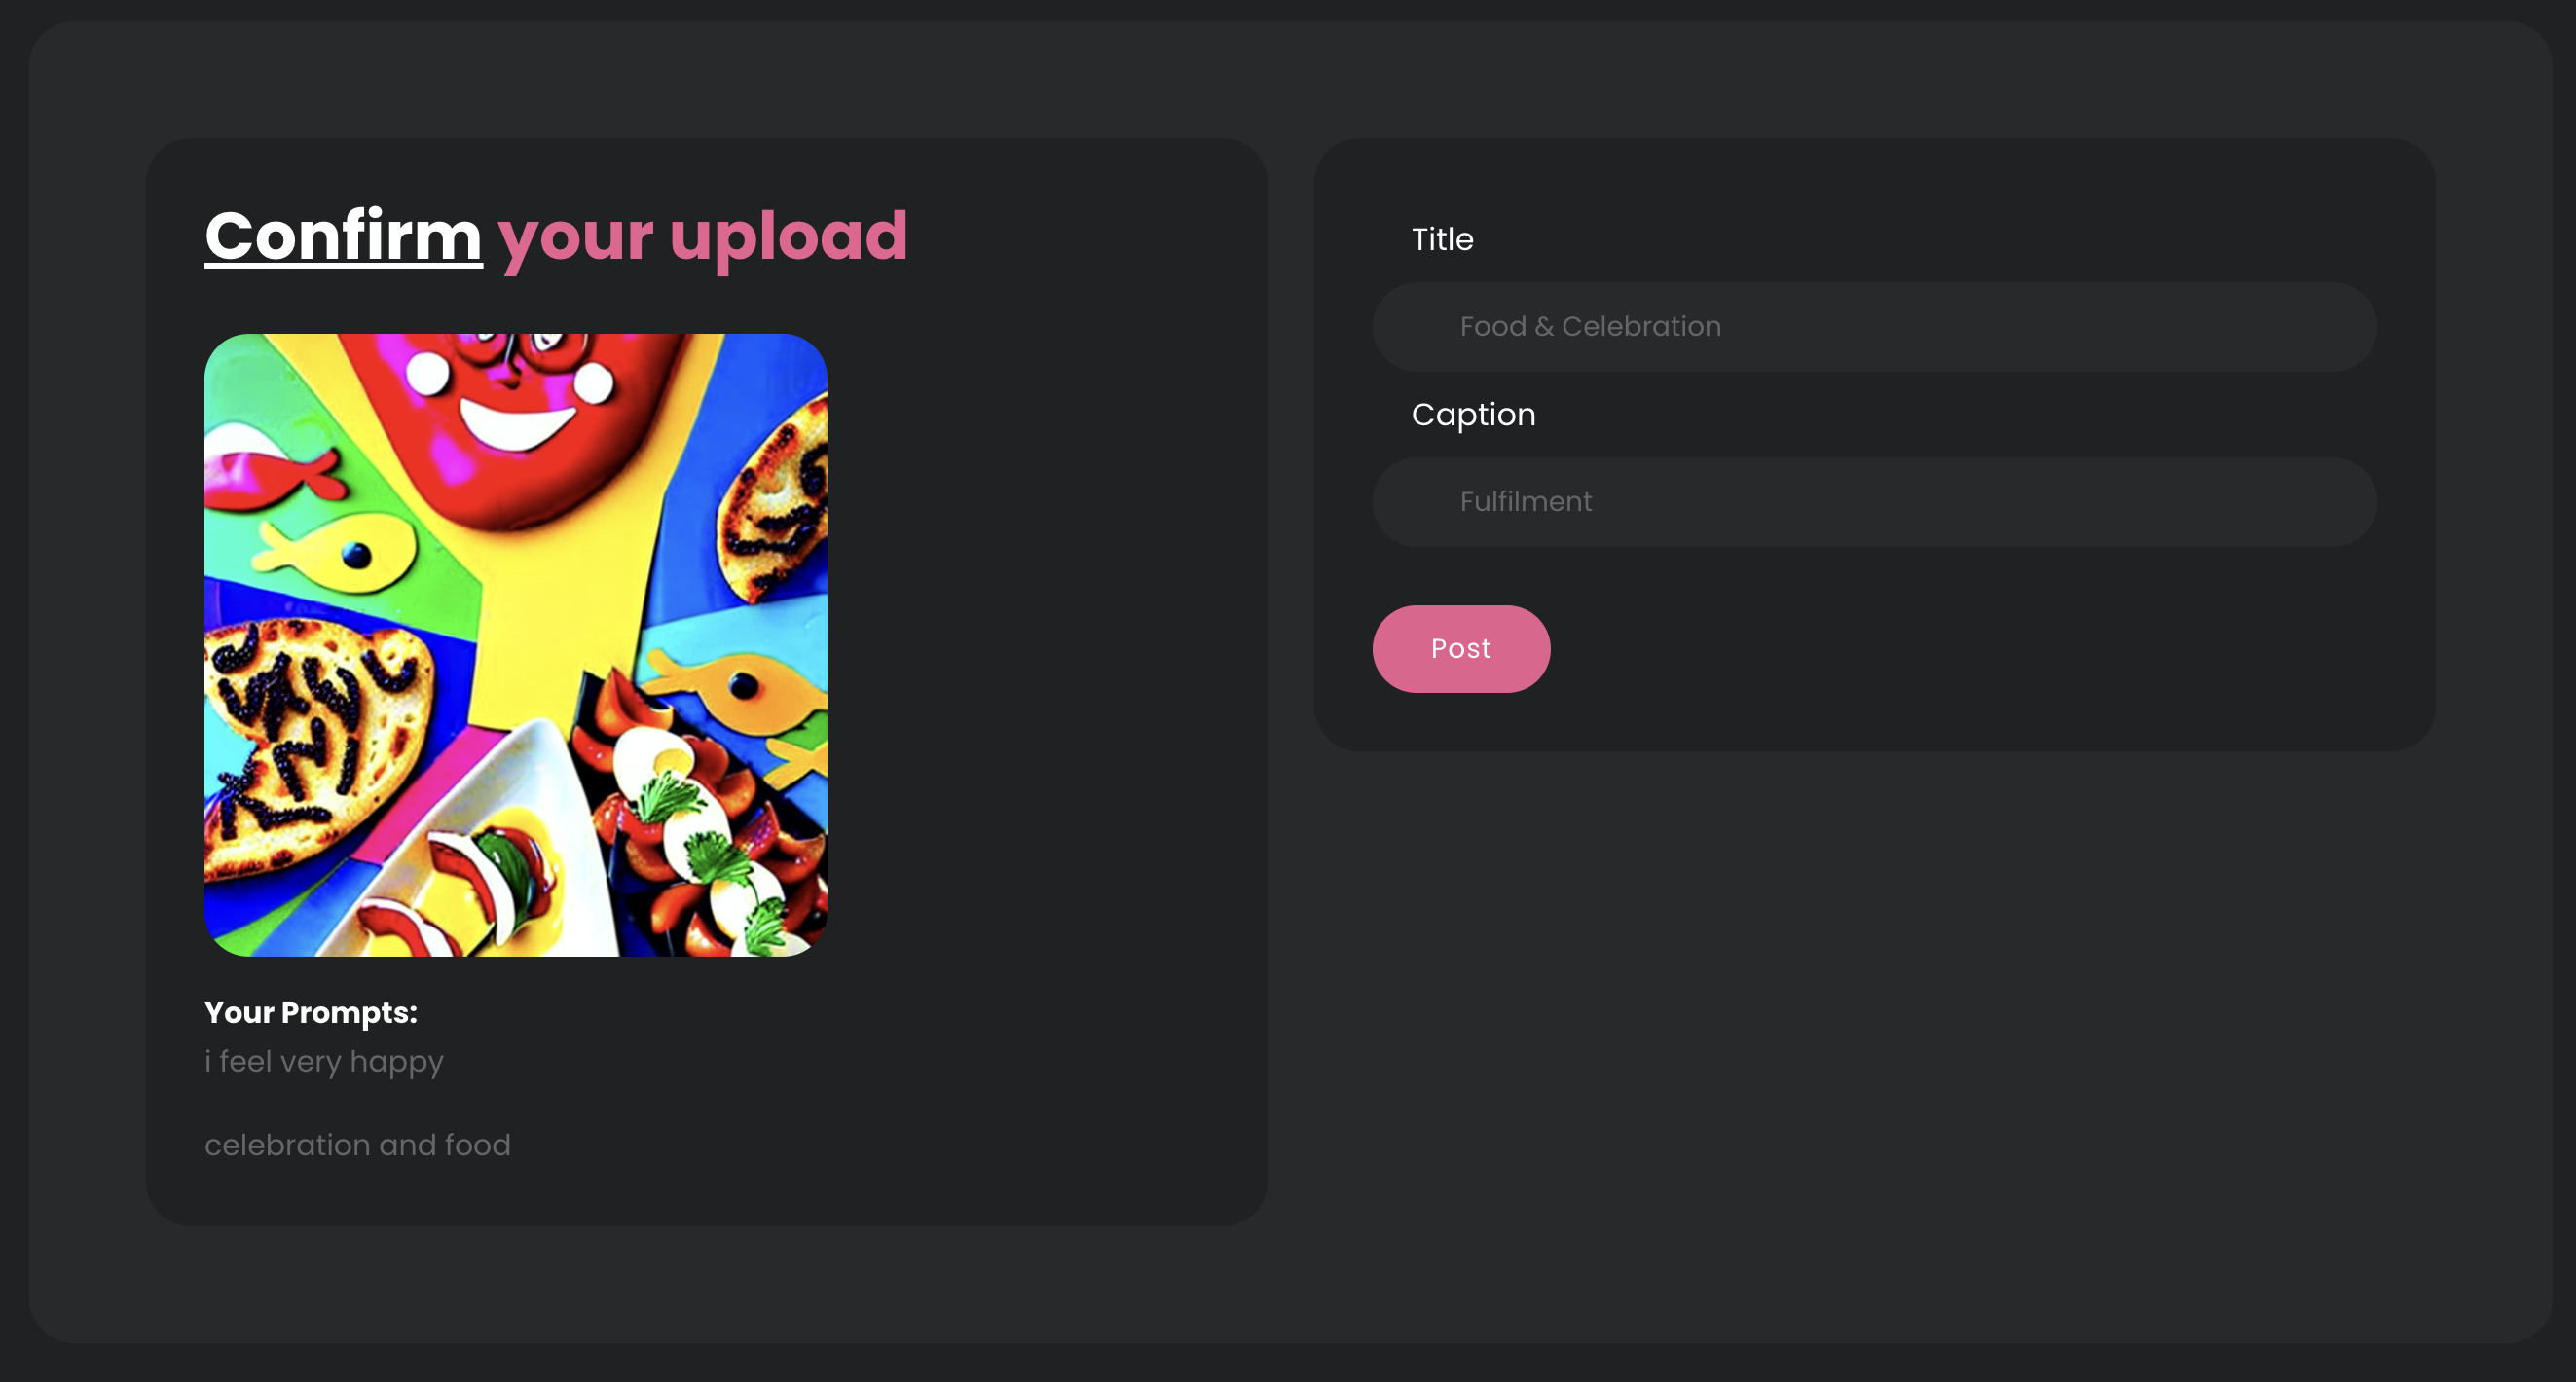 Confirm your upload
Your Prompts:
i feel very happy
celebration and food
Title
Food & Celebration
Caption
Fulfilment
Post